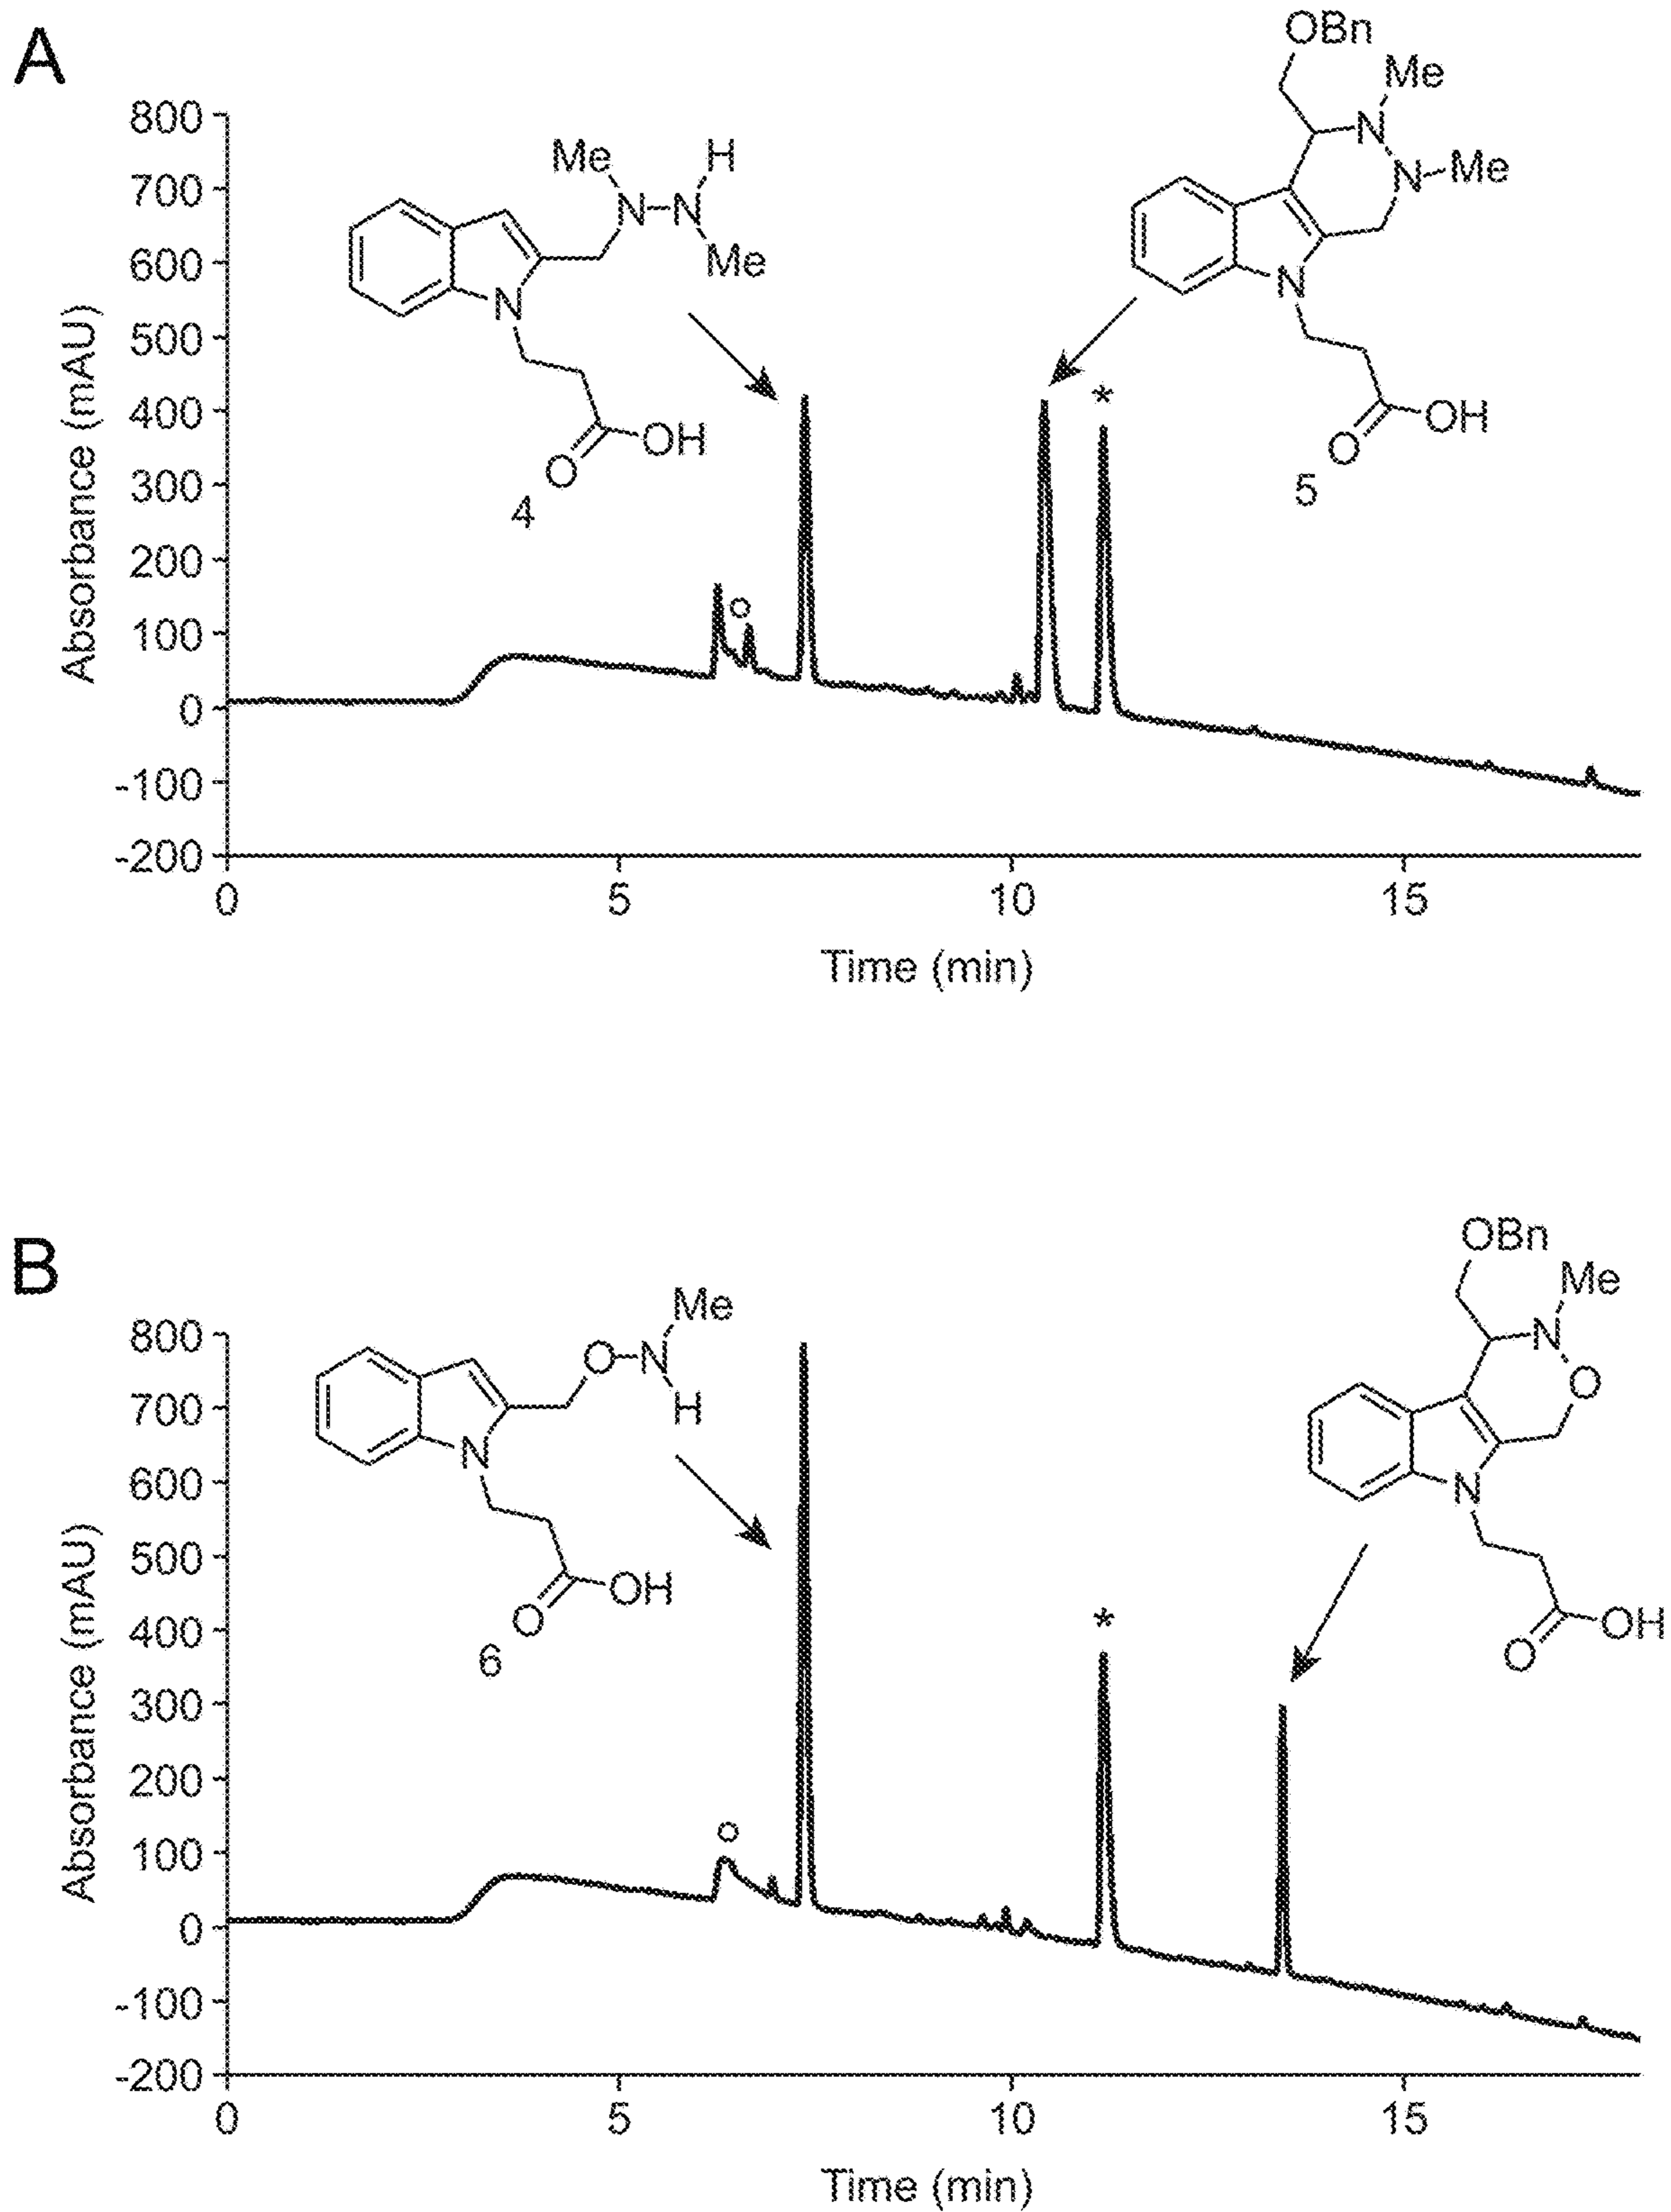 A
OBn
Me
N
N-Me
N
OH
O
5
Me
H
N-N
Me
N
OH
O
4
*
o
800
700
600
500
400
300
200
100
0
-100
-200
Absorbance (mAU)
0 5 10 15
Time (min)
B
OBn
Me
N
O
N
OH
O
Me
O-N
H
N
OH
O
6
*
o
800
700
600
500
400
300
200
100
0
-100
-200
Absorbance (mAU)
0 5 10 15
Time (min)